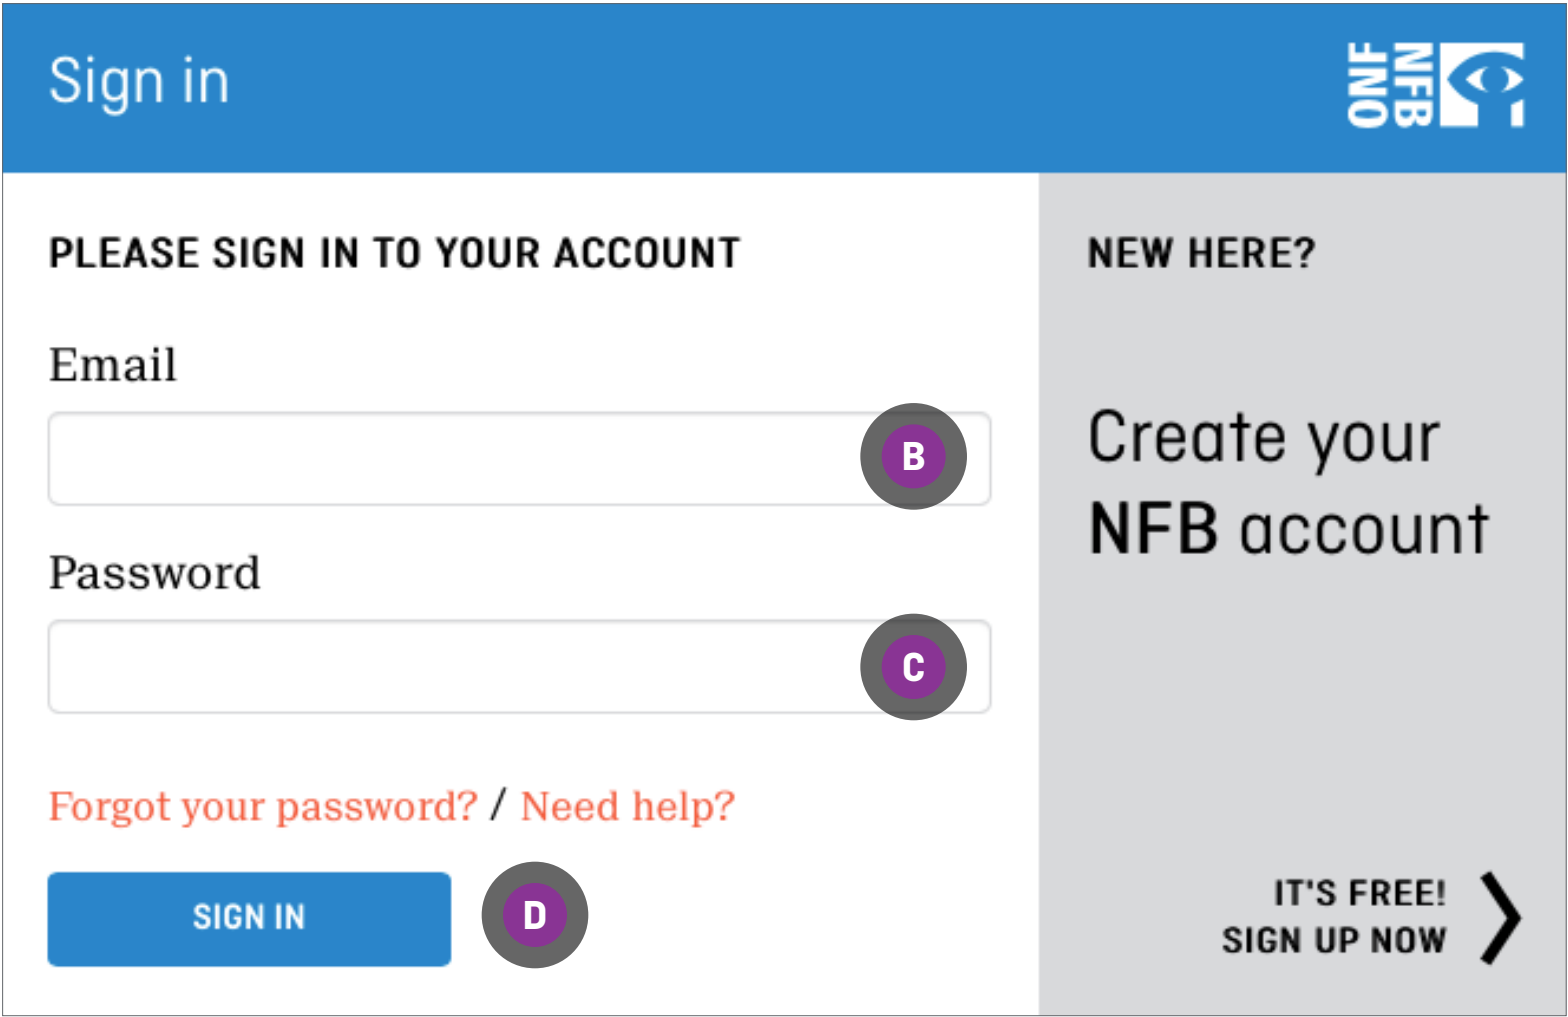 Sign in
ONF
NFB
PLEASE SIGN IN TO YOUR ACCOUNT
Email
B
Password
C
Forgot your password? / Need help?
SIGN IN
D
NEW HERE?
Create your
NFB account
IT'S FREE!
SIGN UP NOW